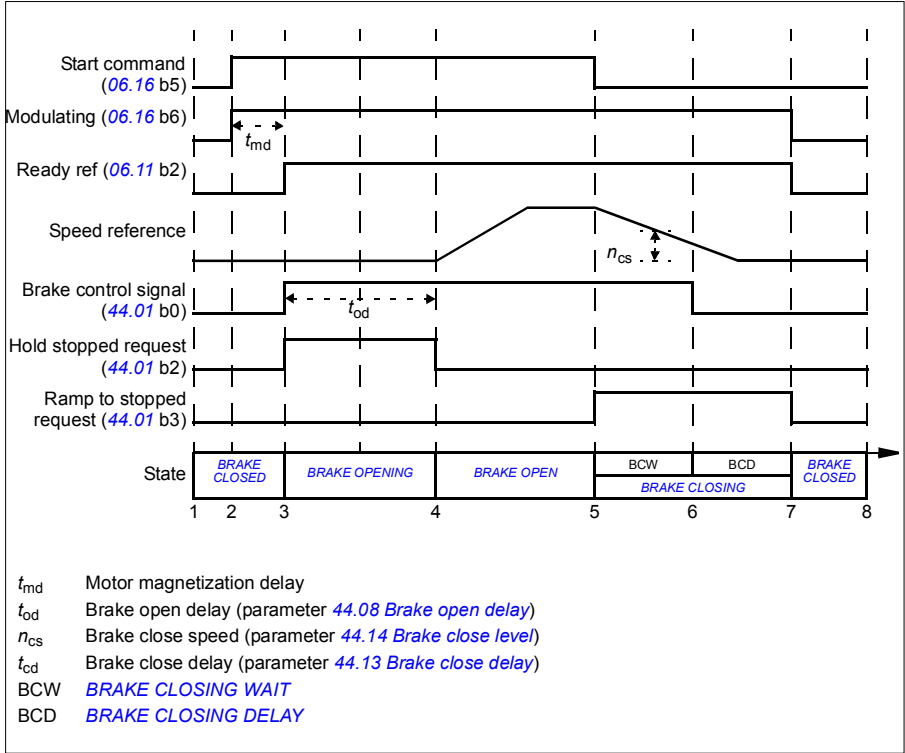 Start command
(06.16 b5)
Modulating (06.16 b6)
tmd
Ready ref (06.11 b2)
Speed reference
ncs
Brake control signal
(44.01 b0)
tod
Hold stopped request
(44.01 b2)
Ramp to stopped
request (44.01 b3)
State
BRAKE
CLOSED
BRAKE OPENING
BRAKE OPEN
BCW
BCD
BRAKE CLOSING
BRAKE
CLOSED
1 2 3 4 5 6 7 8
tmd Motor magnetization delay
tod Brake open delay (parameter 44.08 Brake open delay)
ncs Brake close speed (parameter 44.14 Brake close level)
tcd Brake close delay (parameter 44.13 Brake close delay)
BCW BRAKE CLOSING WAIT
BCD BRAKE CLOSING DELAY